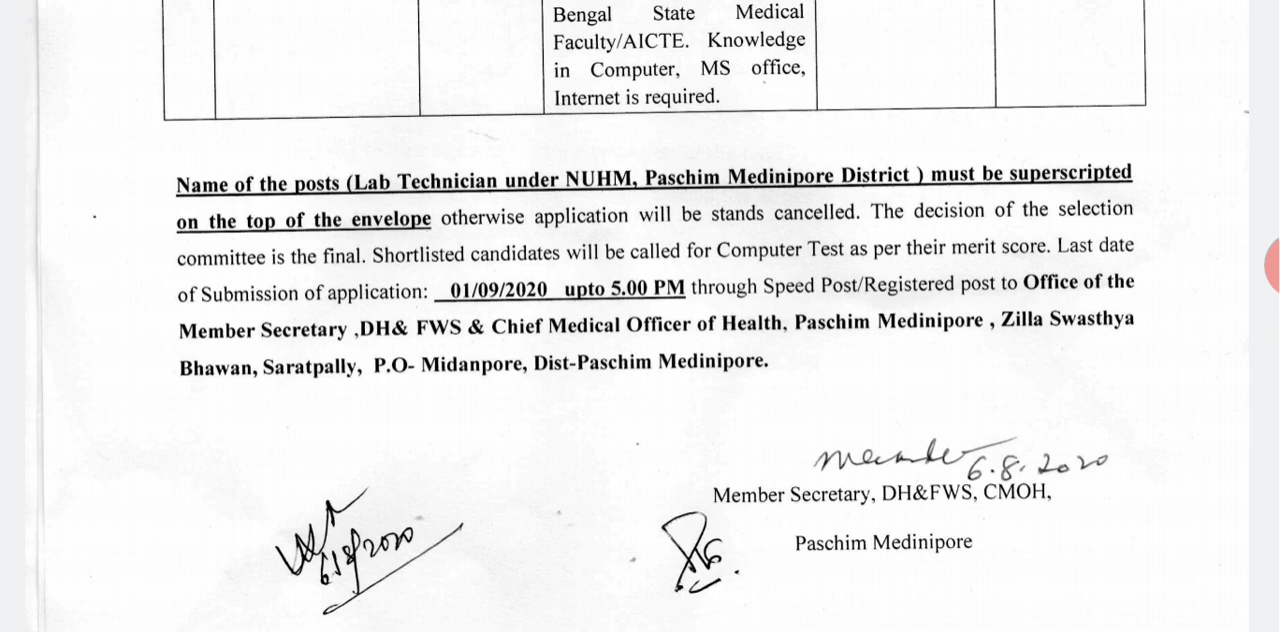 Bengal State Medical
Faculty/AICTE. Knowledge
in Computer, MS office,
Internet is required.
Name of the posts (Lab Technician under NUHM, Paschim Medinipore District ) must be superscripted
on the top of the envelope otherwise application will be stands cancelled. The decision of the selection
committee is the final. Shortlisted candidates will be called for Computer Test as per their merit score. Last date
of Submission of application: 01/09/2020 upto 5.00 PM through Speed Post/Registered post to Office of the
Member Secretary ,DH& FWS & Chief Medical Officer of Health, Paschim Medinipore , Zilla Swasthya
Bhawan, Saratpally, P.O- Midanpore, Dist-Paschim Medinipore.
6.8.2020
Member Secretary, DH&FWS, CMOH,
Paschim Medinipore
6/8/2020